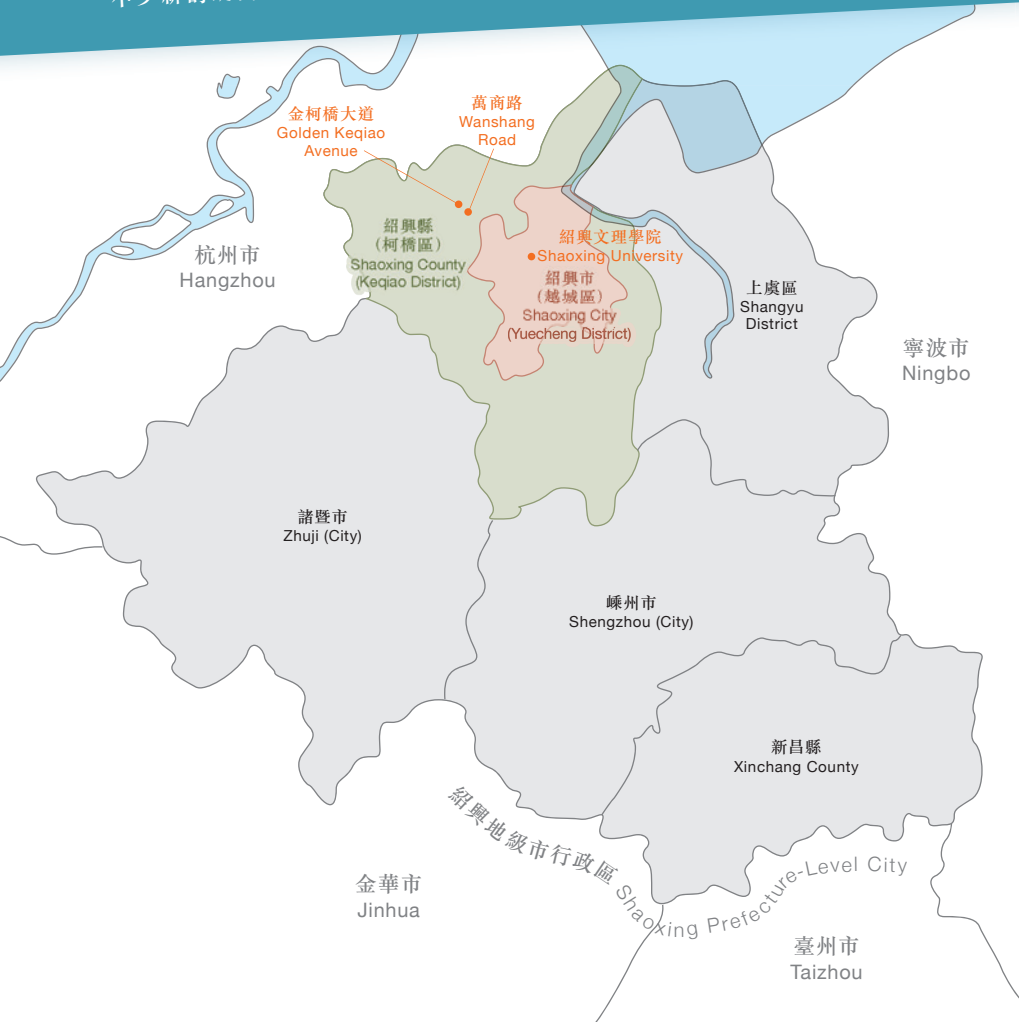 金柯橋大道
Golden Keqiao
Avenue
萬商路
Wanshang
Road
紹興縣
(柯橋區)
Shaoxing County
(Keqiao District)
紹興文理學院
Shaoxing University
紹興市
(越城區)
Shaoxing City
(Yuecheng District)
杭州市
Hangzhou
上虞區
Shangyu
District
寧波市
Ningbo
諸暨市
Zhuji (City)
嵊州市
Shengzhou (City)
新昌縣
Xinchang County
紹興地級市行政區 Shaoxing Prefecture-Level City
金華市
Jinhua
臺州市
Taizhou